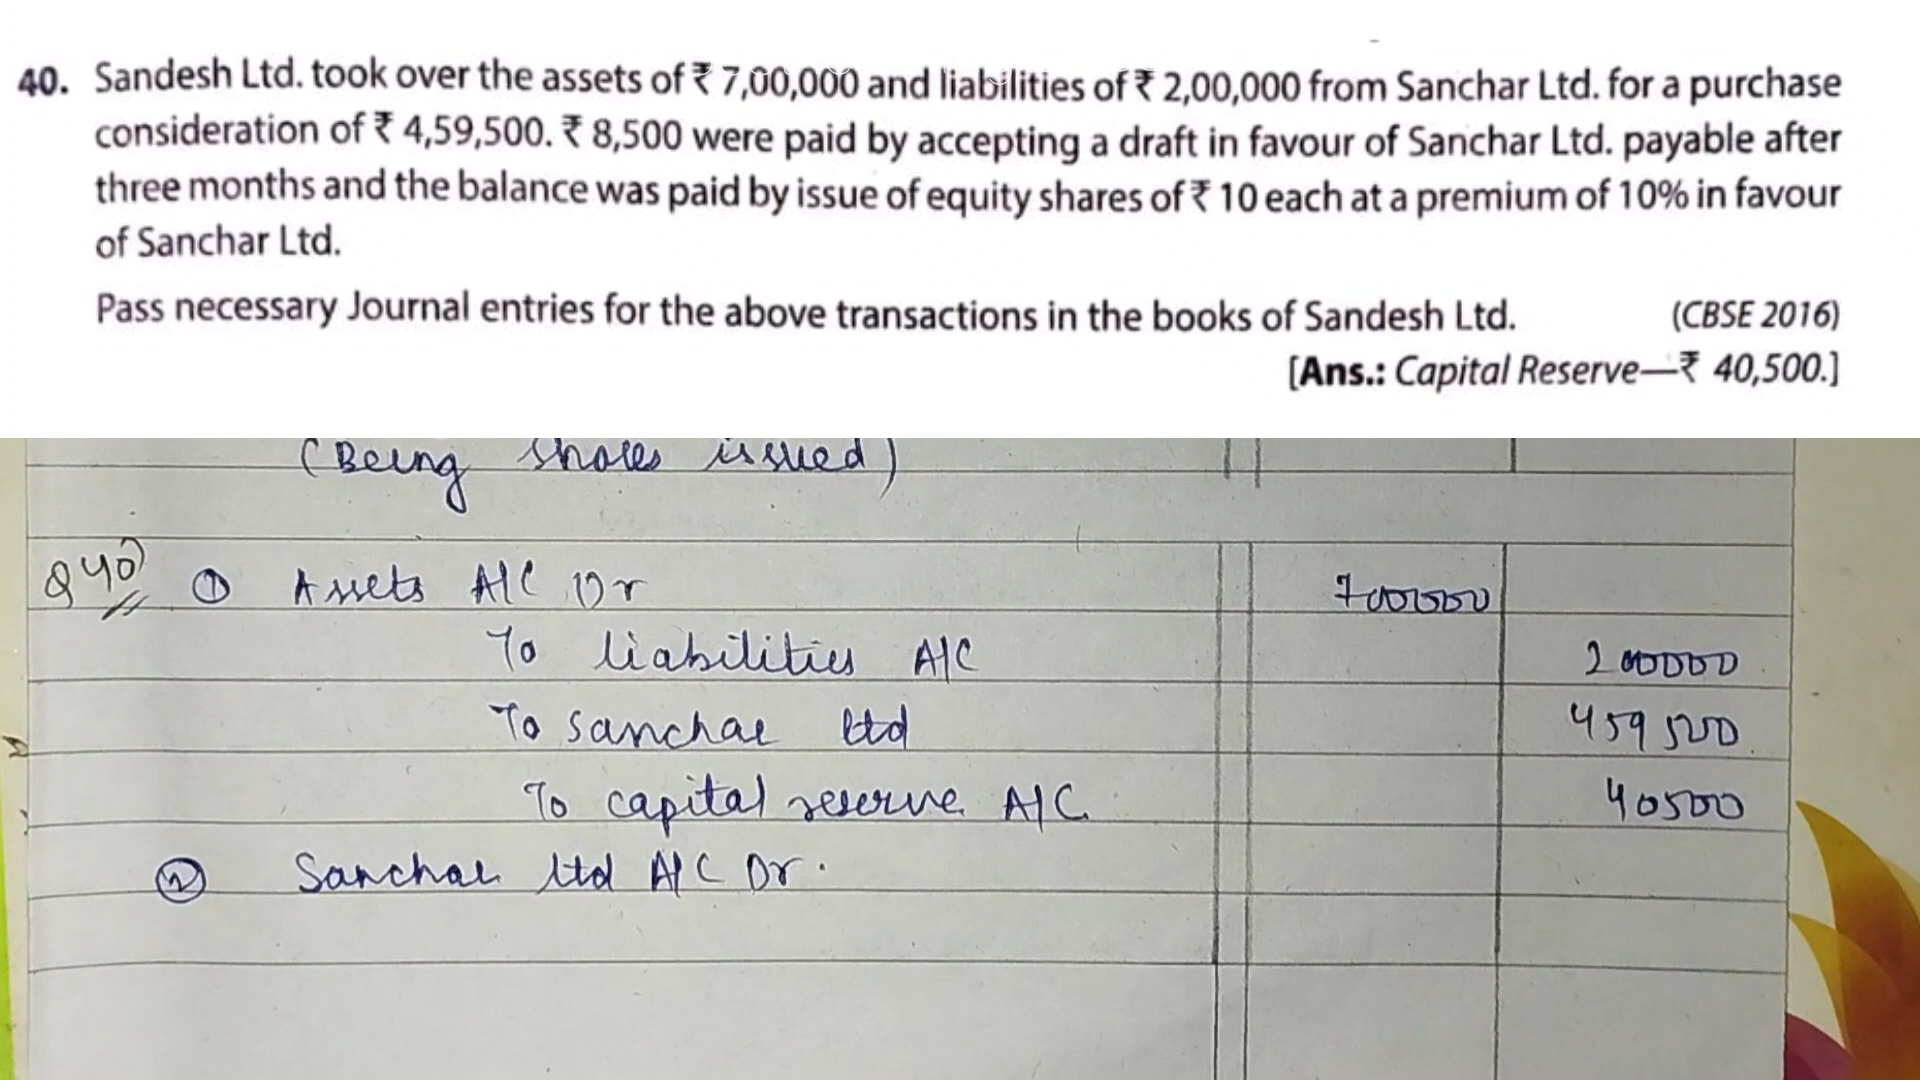 40. Sandesh Ltd. took over the assets of ₹ 7,00,000 and liabilities of ₹ 2,00,000 from Sanchar Ltd. for a purchase
consideration of ₹ 4,59,500. ₹ 8,500 were paid by accepting a draft in favour of Sanchar Ltd. payable after
three months and the balance was paid by issue of equity shares of ₹ 10 each at a premium of 10% in favour
of Sanchar Ltd.
Pass necessary Journal entries for the above transactions in the books of Sandesh Ltd. (CBSE 2016)
[Ans.: Capital Reserve—₹ 40,500.]
(Being shares issued)
Q40) ① Assets A/C Dr 700000
To liabilities A/C 200000
To Sanchar ltd 459500
To capital reserve A/C 40500
② Sanchar ltd A/C Dr.